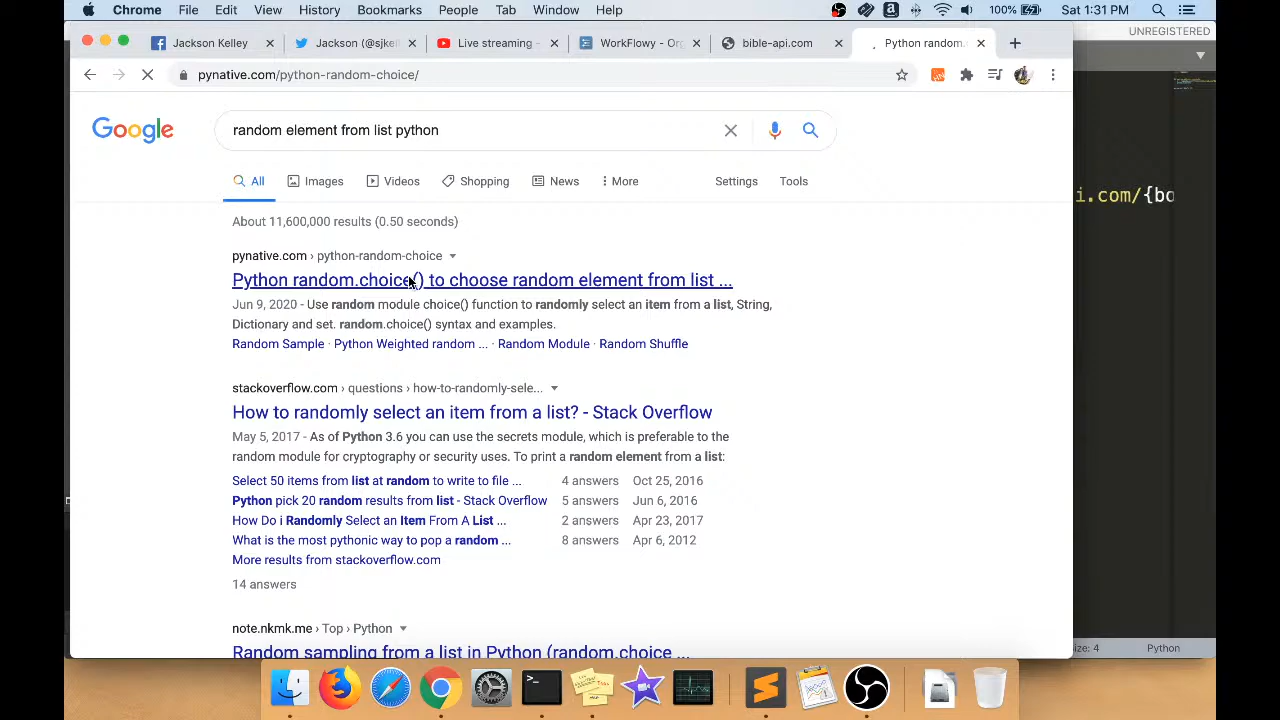 Chrome File Edit View History Bookmarks People Tab Window Help 100% Sat 1:31 PM
UNREGISTERED
Jackson Kelley Jackson (@sjkel Live streaming - WorkFlowy - Org bible-api.com Python random.
pynative.com/python-random-choice/
Google random element from list python
All Images Videos Shopping News More Settings Tools
i.com/{bo
About 11,600,000 results (0.50 seconds)
pynative.com › python-random-choice
Python random.choice() to choose random element from list ...
Jun 9, 2020 - Use random module choice() function to randomly select an item from a list, String,
Dictionary and set. random.choice() syntax and examples.
Random Sample · Python Weighted random ... · Random Module · Random Shuffle
stackoverflow.com › questions › how-to-randomly-sele...
How to randomly select an item from a list? - Stack Overflow
May 5, 2017 - As of Python 3.6 you can use the secrets module, which is preferable to the
random module for cryptography or security uses. To print a random element from a list:
Select 50 items from list at random to write to file ... 4 answers Oct 25, 2016
Python pick 20 random results from list - Stack Overflow 5 answers Jun 6, 2016
How Do i Randomly Select an Item From A List ... 2 answers Apr 23, 2017
What is the most pythonic way to pop a random ... 8 answers Apr 6, 2012
More results from stackoverflow.com
14 answers
note.nkmk.me › Top › Python
Random sampling from a list in Python (random.choice ...
ize: 4 Python